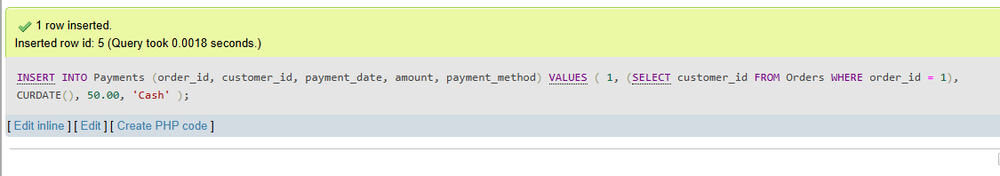 1 row inserted.
Inserted row id: 5 (Query took 0.0018 seconds.)
INSERT INTO Payments (order_id, customer_id, payment_date, amount, payment_method) VALUES ( 1, (SELECT customer_id FROM Orders WHERE order_id = 1),
CURDATE(), 50.00, 'Cash' );
[ Edit inline ] [ Edit ] [ Create PHP code ]